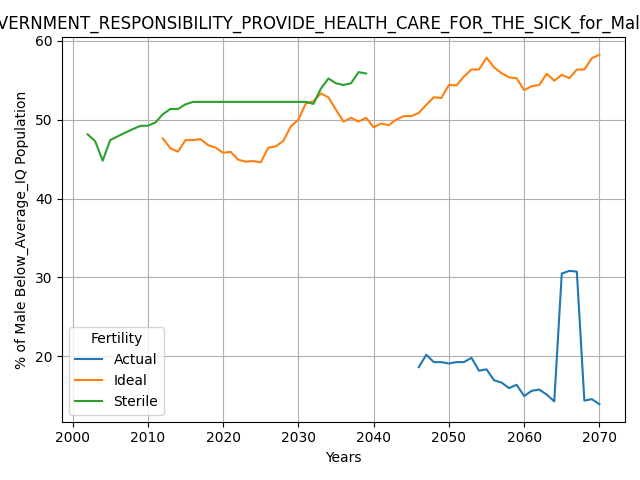 VERNMENT_RESPONSIBILITY_PROVIDE_HEALTH_CARE_FOR_THE_SICK_for_Mal
60
50
40
30
20
% of Male Below_Average_IQ Population
Fertility
Actual
Ideal
Sterile
2000 2010 2020 2030 2040 2050 2060 2070
Years